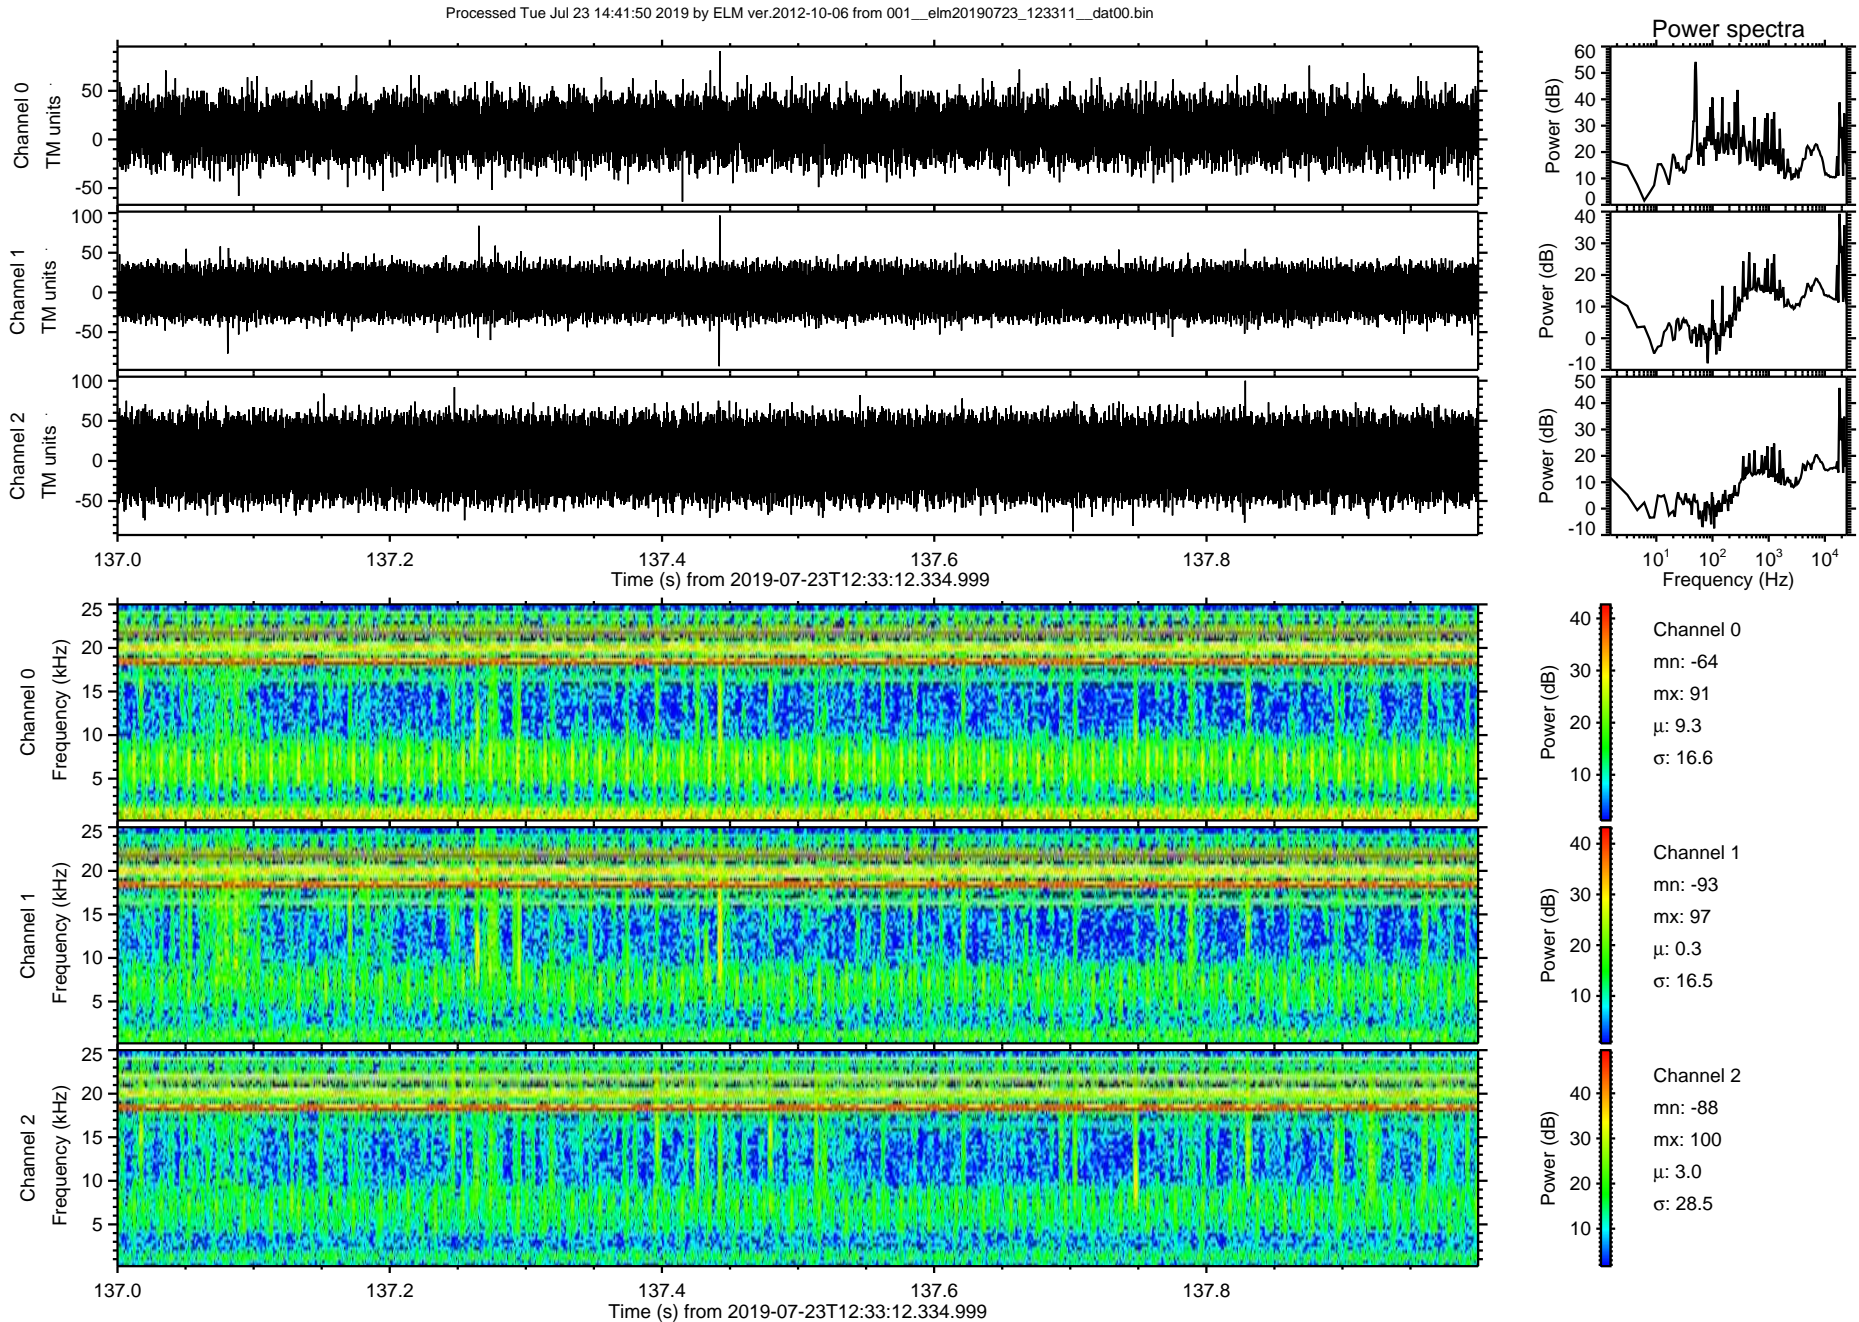 Processed Tue Jul 23 14:41:50 2019 by ELM ver.2012-10-06 from 001__elm20190723_123311__dat00.bin
Power spectra
Channel 0
TM units
50
0
-50
Power (dB)
60
50
40
30
20
10
0
Channel 1
TM units
100
50
0
-50
Power (dB)
40
30
20
10
0
-10
Channel 2
TM units
100
50
0
-50
Power (dB)
50
40
30
20
10
0
-10
137.0 137.2 137.4 137.6 137.8
Time (s) from 2019-07-23T12:33:12.334.999
10¹ 10² 10³ 10⁴
Frequency (Hz)
Channel 0
Frequency (kHz)
25
20
15
10
5
Power (dB)
40
30
20
10
Channel 0
mn: -64
mx: 91
μ: 9.3
σ: 16.6
Channel 1
Frequency (kHz)
25
20
15
10
5
Power (dB)
40
30
20
10
Channel 1
mn: -93
mx: 97
μ: 0.3
σ: 16.5
Channel 2
Frequency (kHz)
25
20
15
10
5
Power (dB)
40
30
20
10
Channel 2
mn: -88
mx: 100
μ: 3.0
σ: 28.5
137.0 137.2 137.4 137.6 137.8
Time (s) from 2019-07-23T12:33:12.334.999